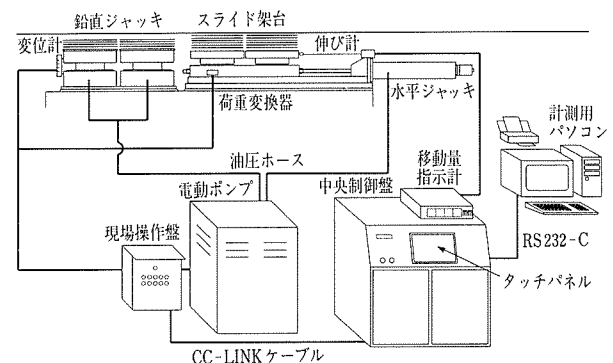 鉛直ジャッキ
スライド架台
変位計
伸び計
荷重変換器
水平ジャッキ
計測用
パソコン
油圧ホース
移動量
指示計
電動ポンプ
中央制御盤
現場操作盤
RS232-C
タッチパネル
CC-LINKケーブル